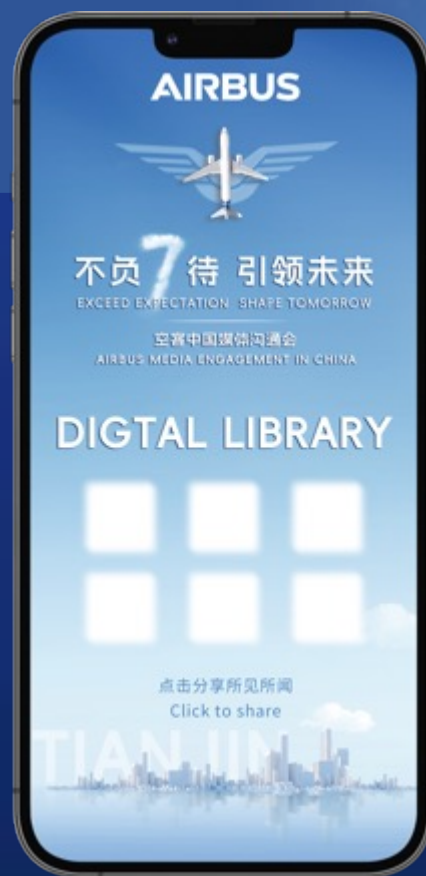 AIRBUS
不负7待 引领未来
EXCEED EXPECTATION SHAPE TOMORROW
空客中国媒体沟通会
AIRBUS MEDIA ENGAGEMENT IN CHINA
DIGTAL LIBRARY
点击分享所见所闻
Click to share
TIAN JIN